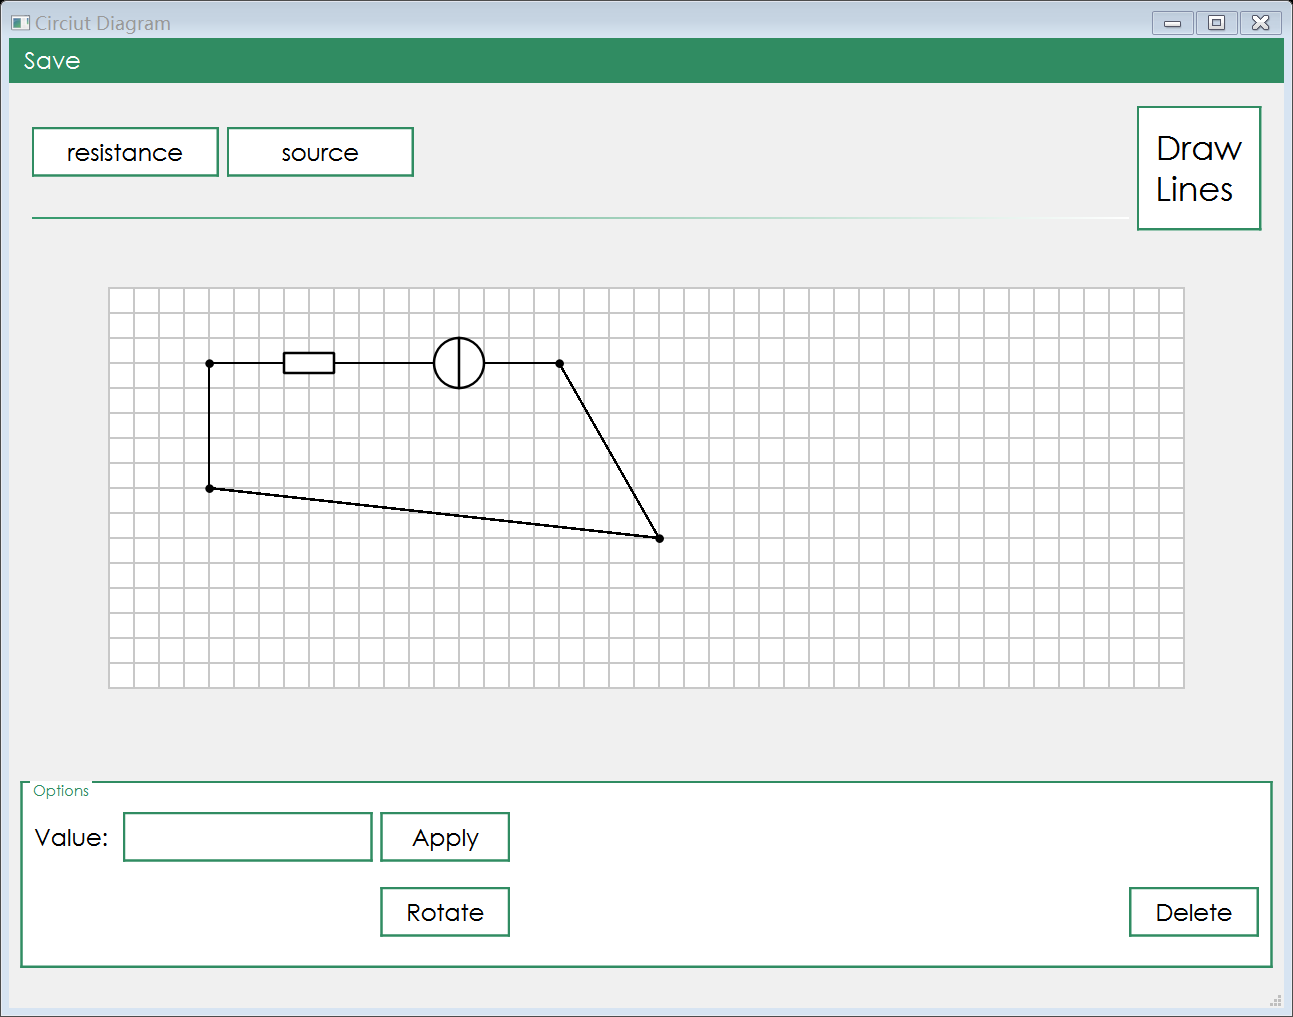 Circiut Diagram
Save
resistance
source
Draw
Lines
Options
Value:
Apply
Rotate
Delete